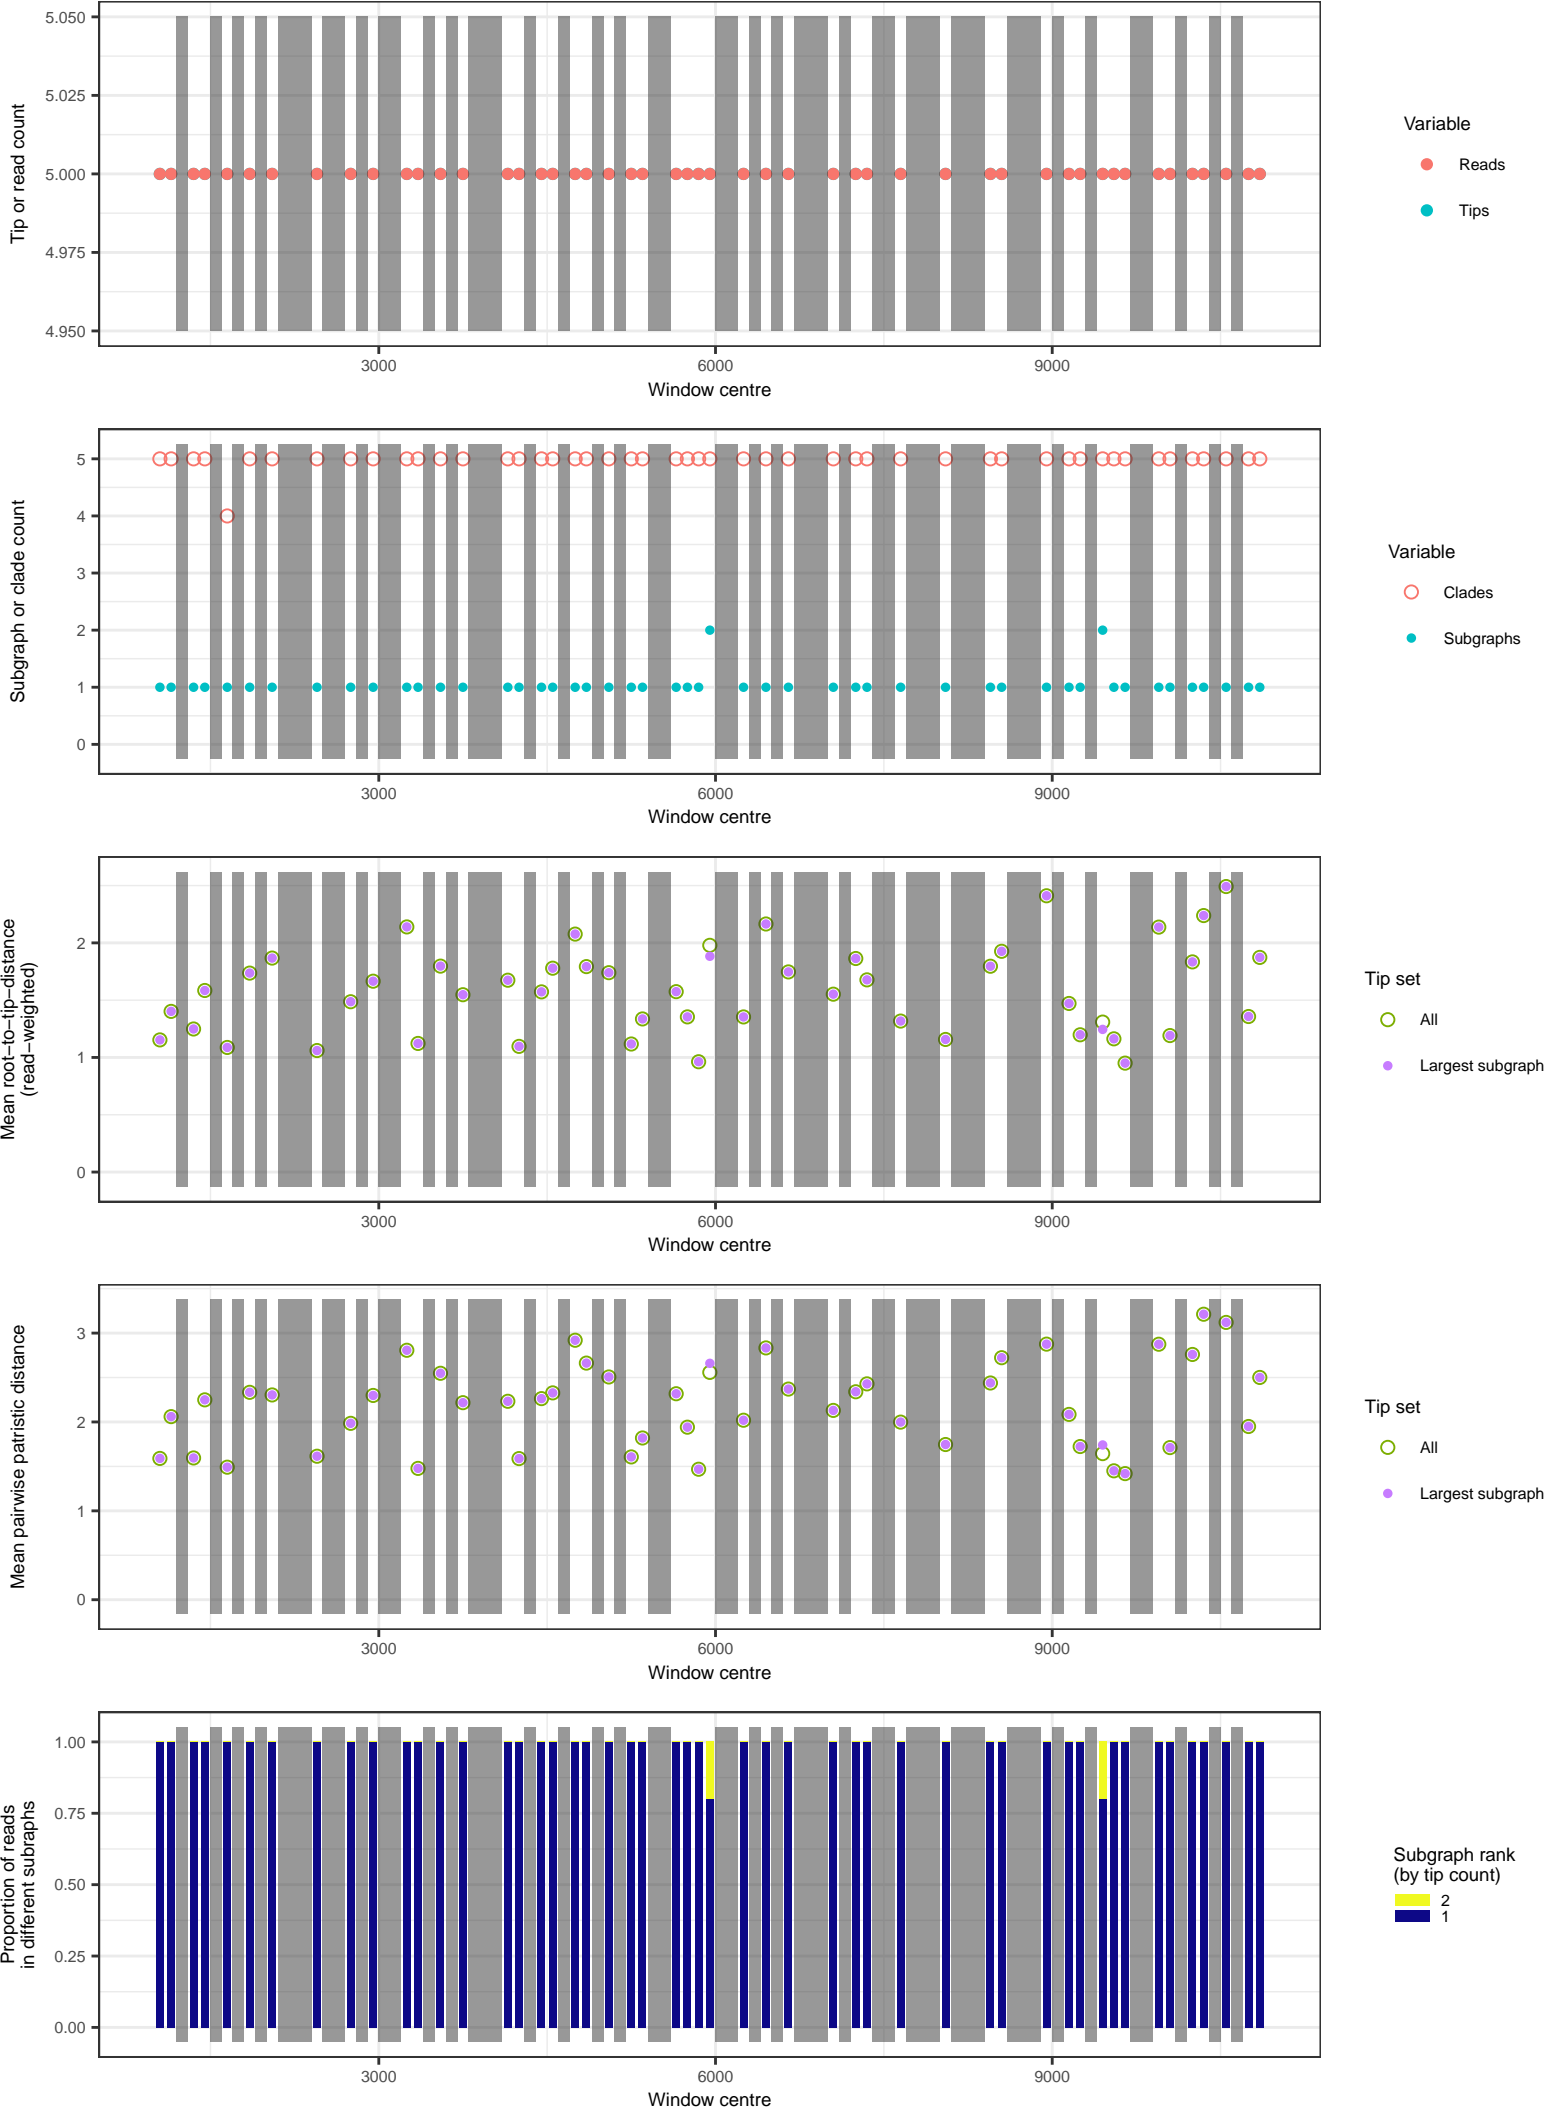 5.050
5.025
5.000
4.975
4.950
Tip or read count
3000
6000
9000
Window centre
Variable
Reads
Tips
5
4
3
2
1
0
Subgraph or clade count
3000
6000
9000
Window centre
Variable
Clades
Subgraphs
2
1
0
Mean root−to−tip−distance
(read−weighted)
3000
6000
9000
Window centre
Tip set
All
Largest subgraph
3
2
1
0
Mean pairwise patristic distance
3000
6000
9000
Window centre
Tip set
All
Largest subgraph
1.00
0.75
0.50
0.25
0.00
Proportion of reads
in different subraphs
3000
6000
9000
Window centre
Subgraph rank
(by tip count)
2
1